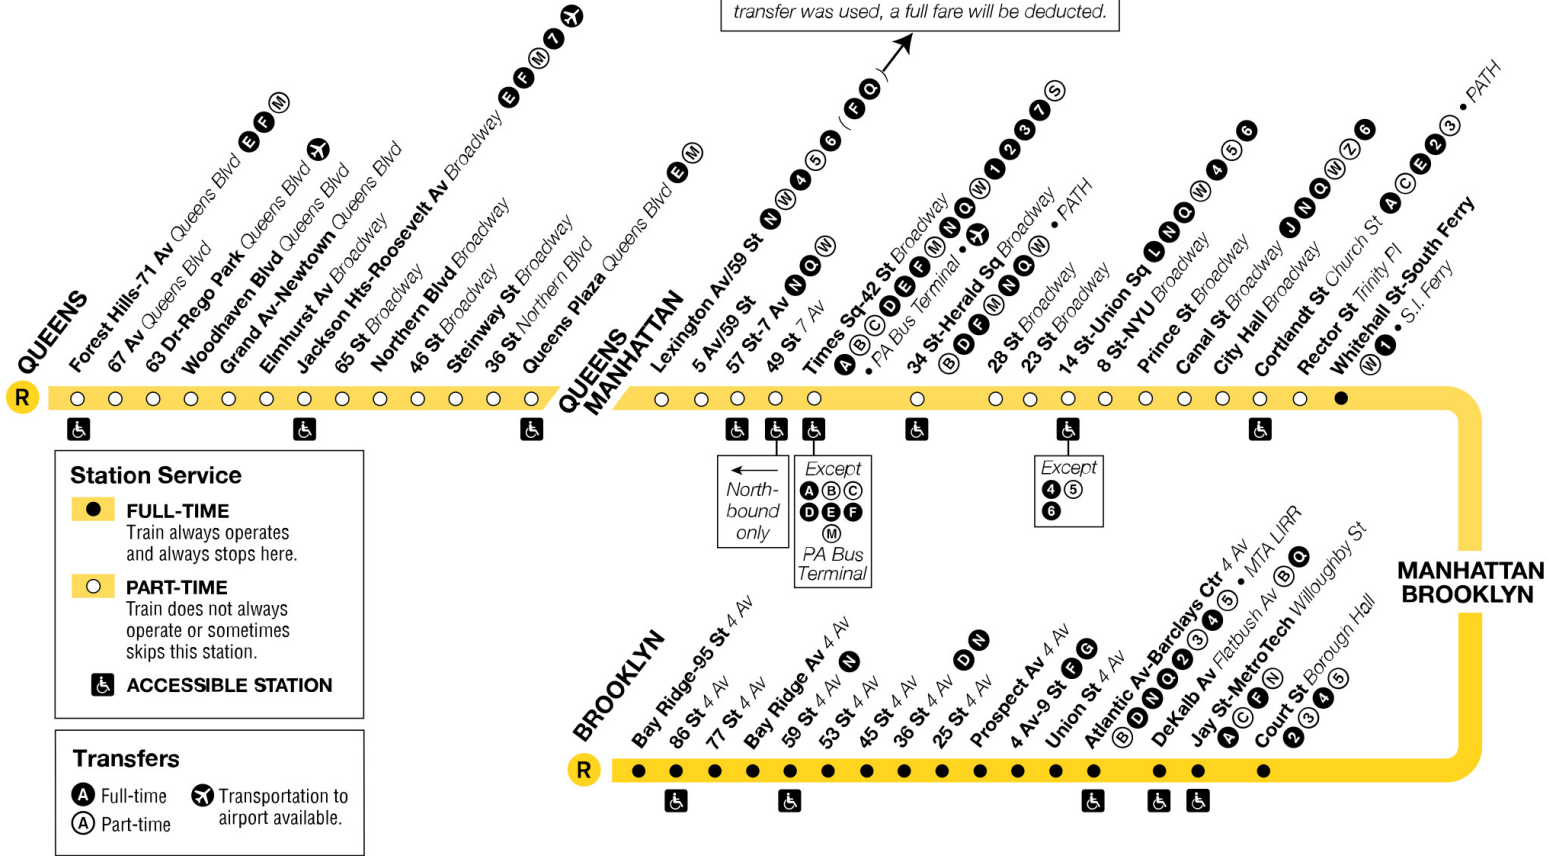 transfer was used, a full fare will be deducted.
QUEENS
R
Forest Hills-71 Av Queens Blvd E F M
67 Av Queens Blvd
63 Dr-Rego Park Queens Blvd
Woodhaven Blvd Queens Blvd
Grand Av-Newtown Queens Blvd
Elmhurst Av Broadway
Jackson Hts-Roosevelt Av Broadway E F M 7
65 St Broadway
Northern Blvd Broadway
46 St Broadway
Steinway St Broadway
36 St Northern Blvd
Queens Plaza Queens Blvd E M
QUEENS
MANHATTAN
Lexington Av/59 St N W 4 5 6 (F Q)
5 Av/59 St
57 St-7 Av N Q W
49 St 7 Av
Times Sq-42 St Broadway
A B C D E F M N Q W 1 2 3 7 S
• PA Bus Terminal •
34 St-Herald Sq Broadway
B D F M N Q W • PATH
28 St Broadway
23 St Broadway
14 St-Union Sq L N Q W 4 5 6
8 St-NYU Broadway
Prince St Broadway
Canal St Broadway J N Q W Z 6
City Hall Broadway
Cortlandt St Church St A C E 2 3 • PATH
Rector St Trinity Pl
Whitehall St-South Ferry
W 1 • S.I. Ferry
North-
bound
only
Except
A B C
D E F
M
PA Bus
Terminal
Except
4 5
6
Station Service
FULL-TIME
Train always operates
and always stops here.
PART-TIME
Train does not always
operate or sometimes
skips this station.
ACCESSIBLE STATION
Transfers
A Full-time
A Part-time
Transportation to
airport available.
MANHATTAN
BROOKLYN
BROOKLYN
R
Bay Ridge-95 St 4 Av
86 St 4 Av
77 St 4 Av
Bay Ridge Av 4 Av
59 St 4 Av N
53 St 4 Av
45 St 4 Av
36 St 4 Av D N
25 St 4 Av
Prospect Av 4 Av
4 Av-9 St F G
Union St 4 Av
Atlantic Av-Barclays Ctr 4 Av
B D N Q 2 3 4 5 • MTA LIRR
DeKalb Av Flatbush Av B Q
Jay St-MetroTech Willoughby St
A C F N
Court St Borough Hall
2 3 4 5